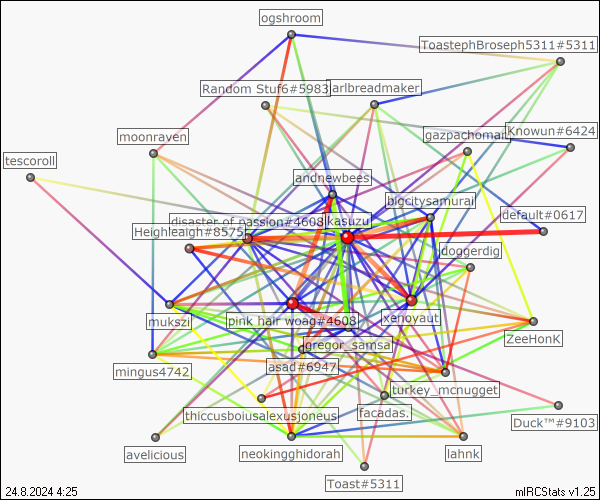 ogshroom
ToastephBroseph5311#5311
Random Stuf6#5983
arlbreadmaker
moonraven
gazpachoman
Knowun#6424
tescoroll
andnewbees
bigcitysamurai
disaster of passion#4608
kasuzu
default#0617
Heighleaigh#8575
doggerdig
mukszi
pink hair woag#4608
xenoyaut
gregor_samsa
ZeeHonK
mingus4742
asad#6947
turkey_mcnugget
thiccusboiusalexusjoneus
facadas.
Duck™#9103
avelicious
neokingghidorah
lahnk
Toast#5311
24.8.2024 4:25
mIRCStats v1.25